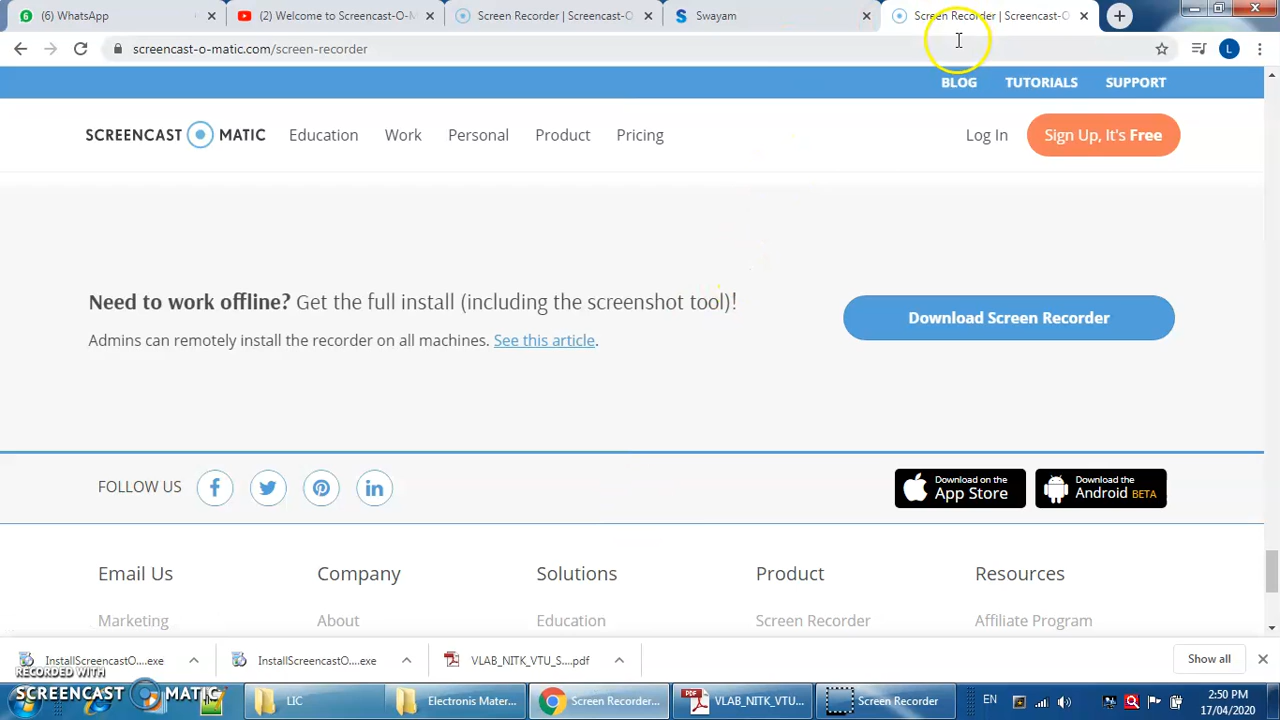 (6) WhatsApp
(2) Welcome to Screencast-O-M
Screen Recorder | Screencast-O
Swayam
Screen Recorder | Screencast-O
screencast-o-matic.com/screen-recorder
L
BLOG TUTORIALS SUPPORT
SCREENCAST MATIC
Education Work Personal Product Pricing
Log In
Sign Up, It's Free
Need to work offline? Get the full install (including the screenshot tool)!
Download Screen Recorder
Admins can remotely install the recorder on all machines. See this article.
FOLLOW US
Download on the
App Store
Download the
Android BETA
Email Us Company Solutions Product Resources
Marketing About Education Screen Recorder Affiliate Program
InstallScreencastO....exe
InstallScreencastO....exe
VLAB_NITK_VTU_S....pdf
Show all
RECORDED WITH
SCREENCAST MATIC
LIC
Electronic Mater...
Screen Recorder...
VLAB_NITK_VTU...
Screen Recorder
EN
2:50 PM
17/04/2020